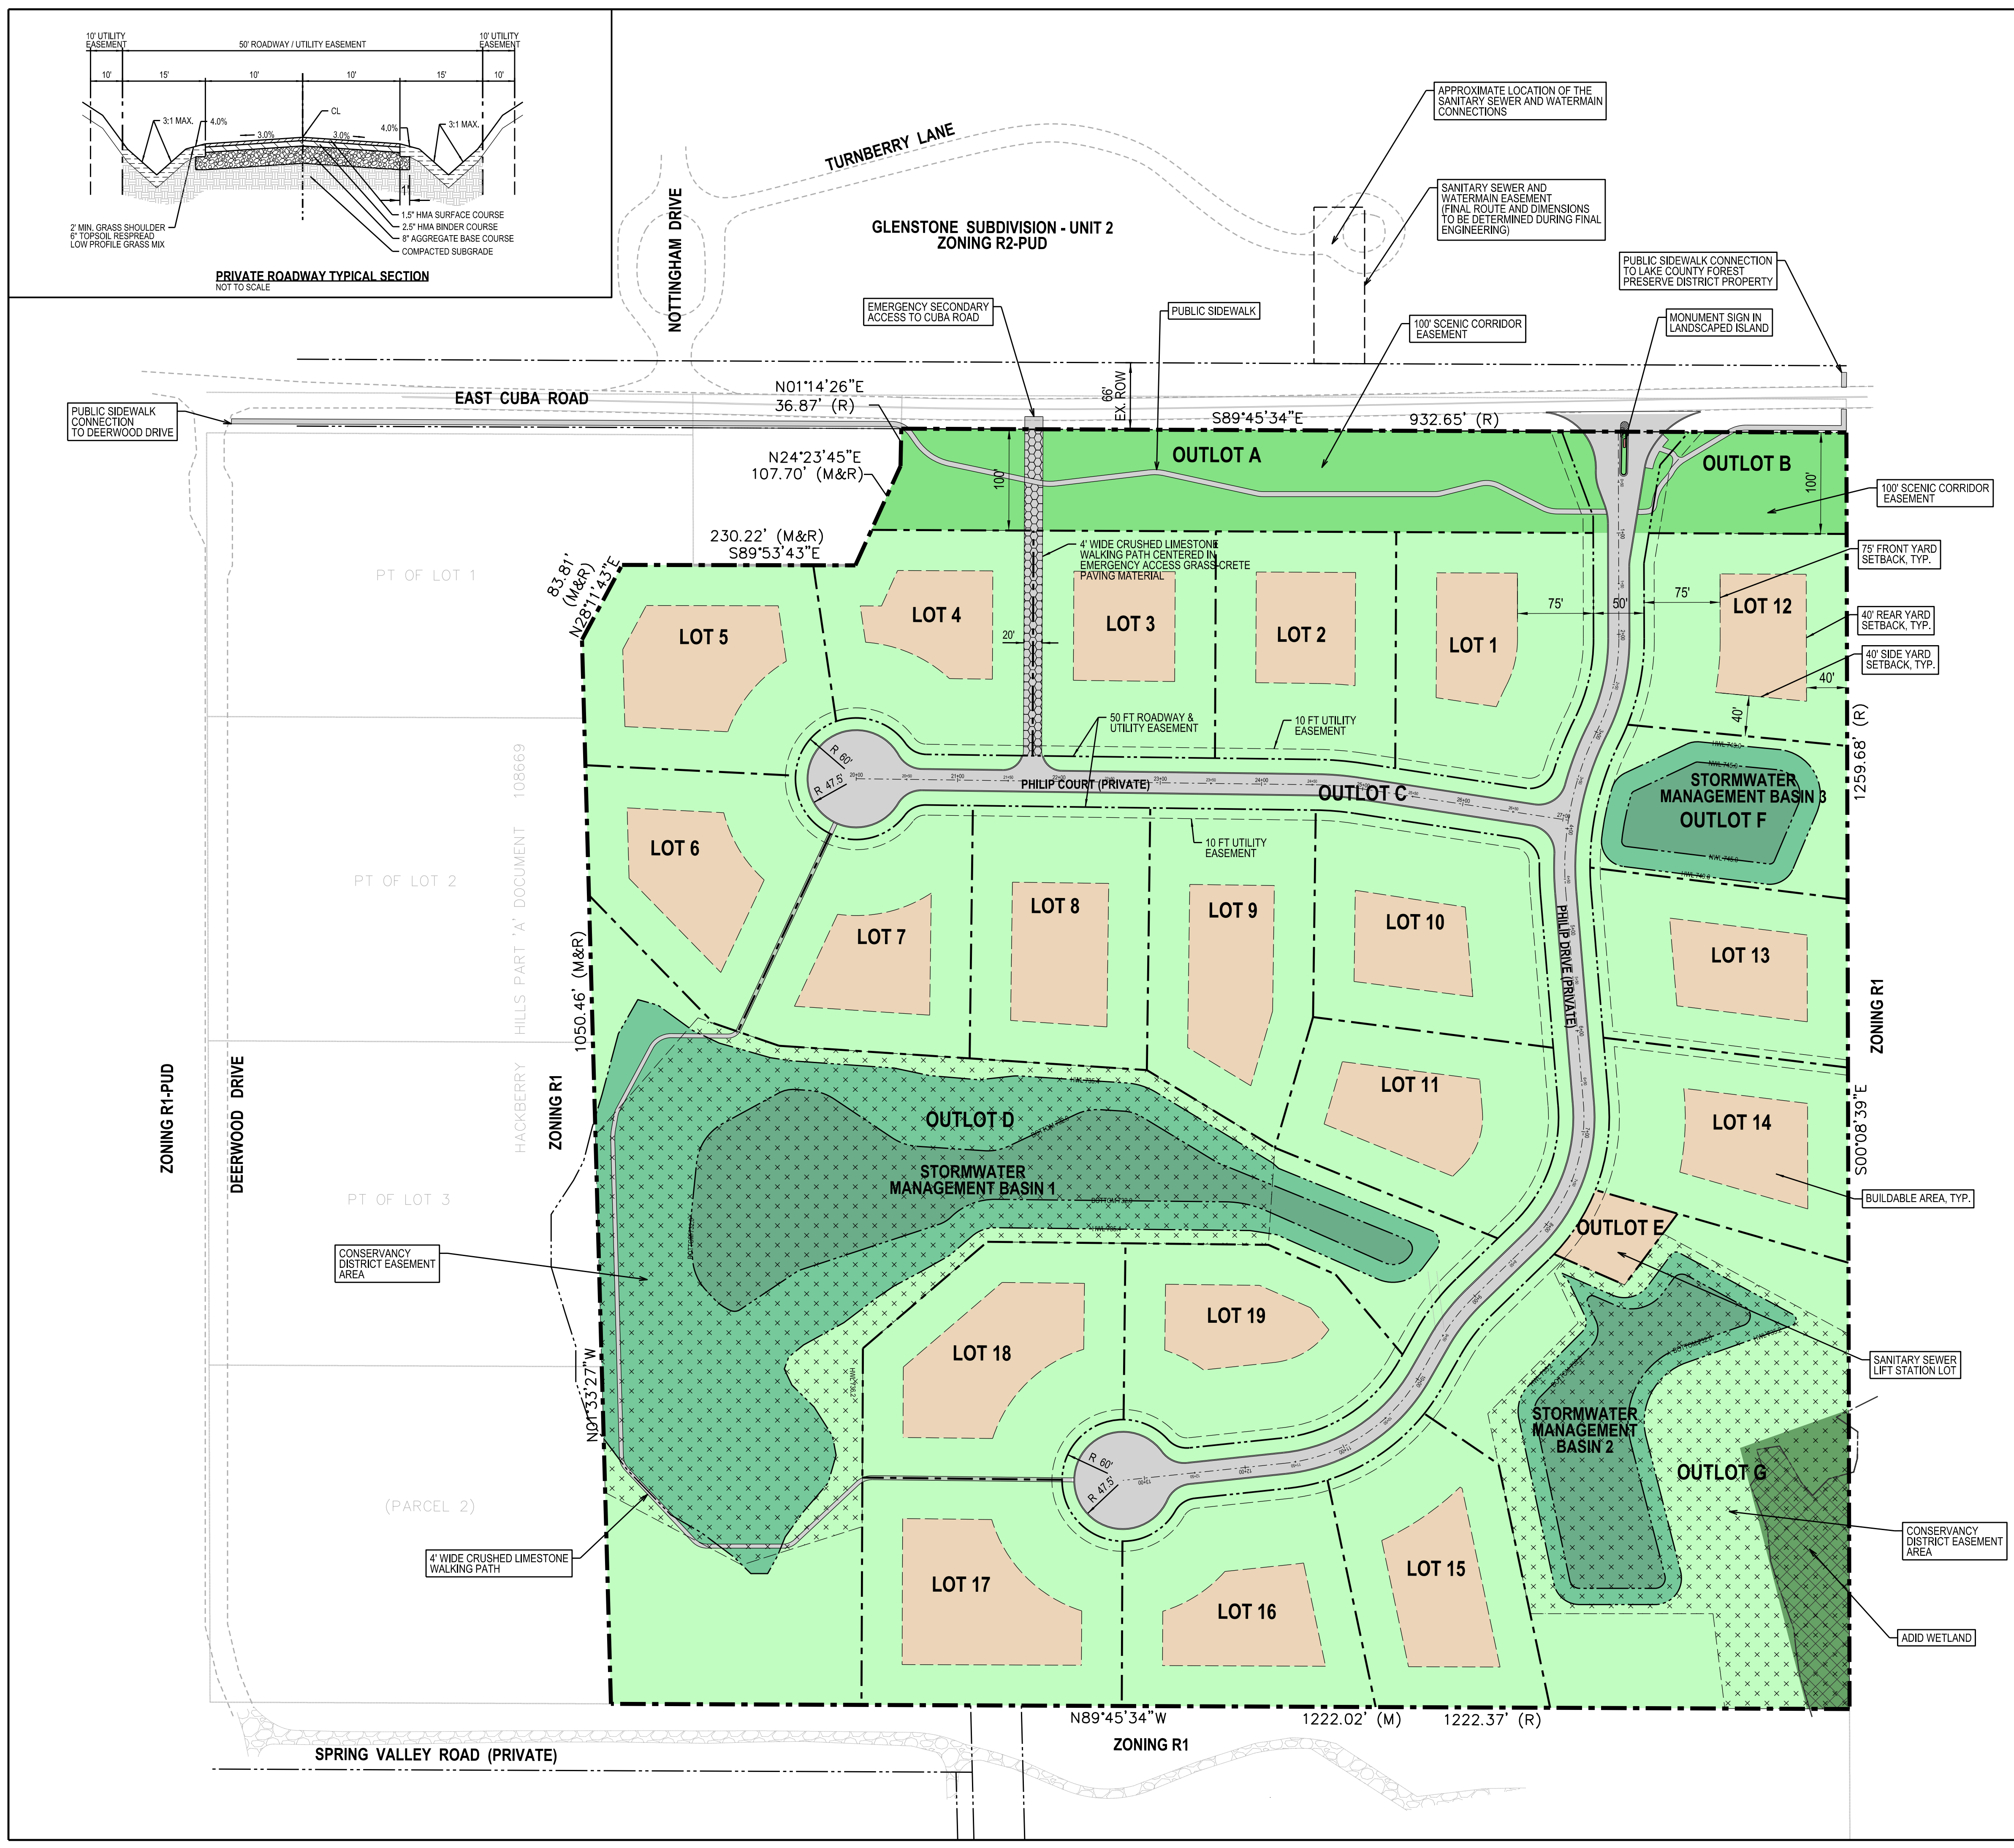 10' UTILITY
EASEMENT
50' ROADWAY / UTILITY EASEMENT
10' UTILITY
EASEMENT
10'
15'
10'
10'
15'
10'
3:1 MAX.
4.0%
3.0%
CL
3.0%
4.0%
3:1 MAX.
1'
2' MIN. GRASS SHOULDER
6" TOPSOIL RESPREAD
LOW PROFILE GRASS MIX
1.5" HMA SURFACE COURSE
2.5" HMA BINDER COURSE
8" AGGREGATE BASE COURSE
COMPACTED SUBGRADE
PRIVATE ROADWAY TYPICAL SECTION
NOT TO SCALE
TURNBERRY LANE
NOTTINGHAM DRIVE
GLENSTONE SUBDIVISION - UNIT 2
ZONING R2-PUD
APPROXIMATE LOCATION OF THE
SANITARY SEWER AND WATERMAIN
CONNECTIONS
SANITARY SEWER AND
WATERMAIN EASEMENT
(FINAL ROUTE AND DIMENSIONS
TO BE DETERMINED DURING FINAL
ENGINEERING)
PUBLIC SIDEWALK CONNECTION
TO LAKE COUNTY FOREST
PRESERVE DISTRICT PROPERTY
EMERGENCY SECONDARY
ACCESS TO CUBA ROAD
PUBLIC SIDEWALK
100' SCENIC CORRIDOR
EASEMENT
MONUMENT SIGN IN
LANDSCAPED ISLAND
PUBLIC SIDEWALK
CONNECTION
TO DEERWOOD DRIVE
EAST CUBA ROAD
N01°14'26"E
36.87' (R)
66'
EX. ROW
S89°45'34"E
932.65' (R)
N24°23'45"E
107.70' (M&R)
100'
OUTLOT A
OUTLOT B
100'
100' SCENIC CORRIDOR
EASEMENT
230.22' (M&R)
S89°53'43"E
83.81'
(M&R)
N28°11'43"E
4' WIDE CRUSHED LIMESTONE
WALKING PATH CENTERED IN
EMERGENCY ACCESS GRASS-CRETE
PAVING MATERIAL
75' FRONT YARD
SETBACK, TYP.
PT OF LOT 1
LOT 5
LOT 4
20'
LOT 3
LOT 2
LOT 1
75'
50'
75'
LOT 12
40' REAR YARD
SETBACK, TYP.
40' SIDE YARD
SETBACK, TYP.
40'
40'
50 FT ROADWAY &
UTILITY EASEMENT
10 FT UTILITY
EASEMENT
R 60'
R 47.5'
20+00
21+00
22+00
23+00
24+00
PHILIP COURT (PRIVATE)
OUTLOT C
STORMWATER
MANAGEMENT BASIN 3
OUTLOT F
1259.68' (R)
10 FT UTILITY
EASEMENT
LOT 6
PT OF LOT 2
LOT 7
LOT 8
LOT 9
LOT 10
LOT 13
PHILIP DRIVE (PRIVATE)
HACKBERRY HILLS PART 'A' DOCUMENT 108669
1050.46' (M&R)
ZONING R1
ZONING R1-PUD
DEERWOOD DRIVE
ZONING R1
S00°08'39"E
LOT 11
LOT 14
OUTLOT D
STORMWATER
MANAGEMENT BASIN 1
PT OF LOT 3
BUILDABLE AREA, TYP.
OUTLOT E
CONSERVANCY
DISTRICT EASEMENT
AREA
LOT 19
LOT 18
N01°33'27"W
SANITARY SEWER
LIFT STATION LOT
STORMWATER
MANAGEMENT
BASIN 2
OUTLOT G
R 60'
R 47.5'
(PARCEL 2)
4' WIDE CRUSHED LIMESTONE
WALKING PATH
LOT 17
LOT 16
LOT 15
CONSERVANCY
DISTRICT EASEMENT
AREA
ADID WETLAND
N89°45'34"W
1222.02' (M)
1222.37' (R)
ZONING R1
SPRING VALLEY ROAD (PRIVATE)